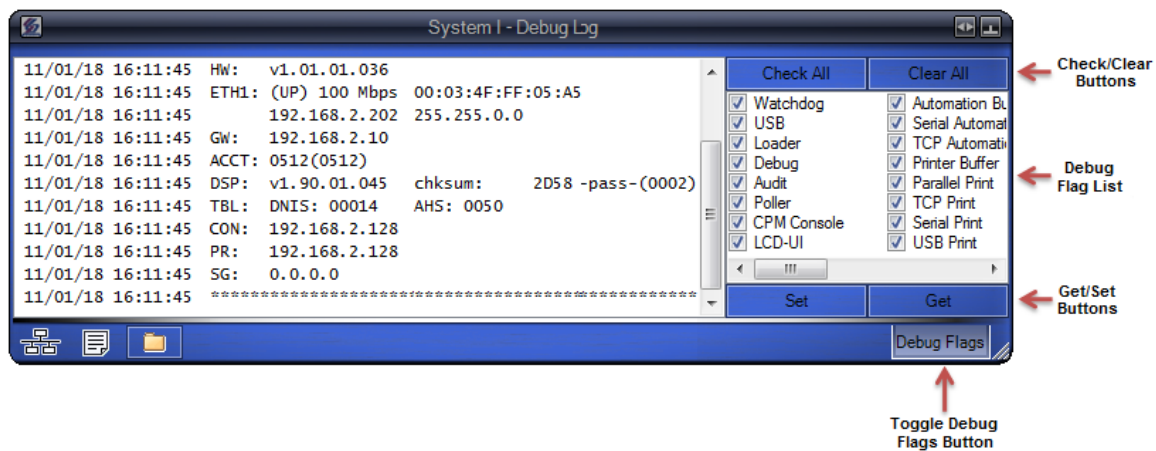 System I - Debug Log
11/01/18 16:11:45 HW: v1.01.01.036
11/01/18 16:11:45 ETH1: (UP) 100 Mbps 00:03:4F:FF:05:A5
11/01/18 16:11:45 192.168.2.202 255.255.0.0
11/01/18 16:11:45 GW: 192.168.2.10
11/01/18 16:11:45 ACCT: 0512(0512)
11/01/18 16:11:45 DSP: v1.90.01.045 chksum: 2D58 -pass-(0002)
11/01/18 16:11:45 TBL: DNIS: 00014 AHS: 0050
11/01/18 16:11:45 CON: 192.168.2.128
11/01/18 16:11:45 PR: 192.168.2.128
11/01/18 16:11:45 SG: 0.0.0.0
11/01/18 16:11:45 *************************************************
Check All Clear All
Watchdog Automation Bu
USB Serial Automat
Loader TCP Automati
Debug Printer Buffer
Audit Parallel Print
Poller TCP Print
CPM Console Serial Print
LCD-UI USB Print
Set Get
Debug Flags
Check/Clear
Buttons
Debug
Flag List
Get/Set
Buttons
Toggle Debug
Flags Button